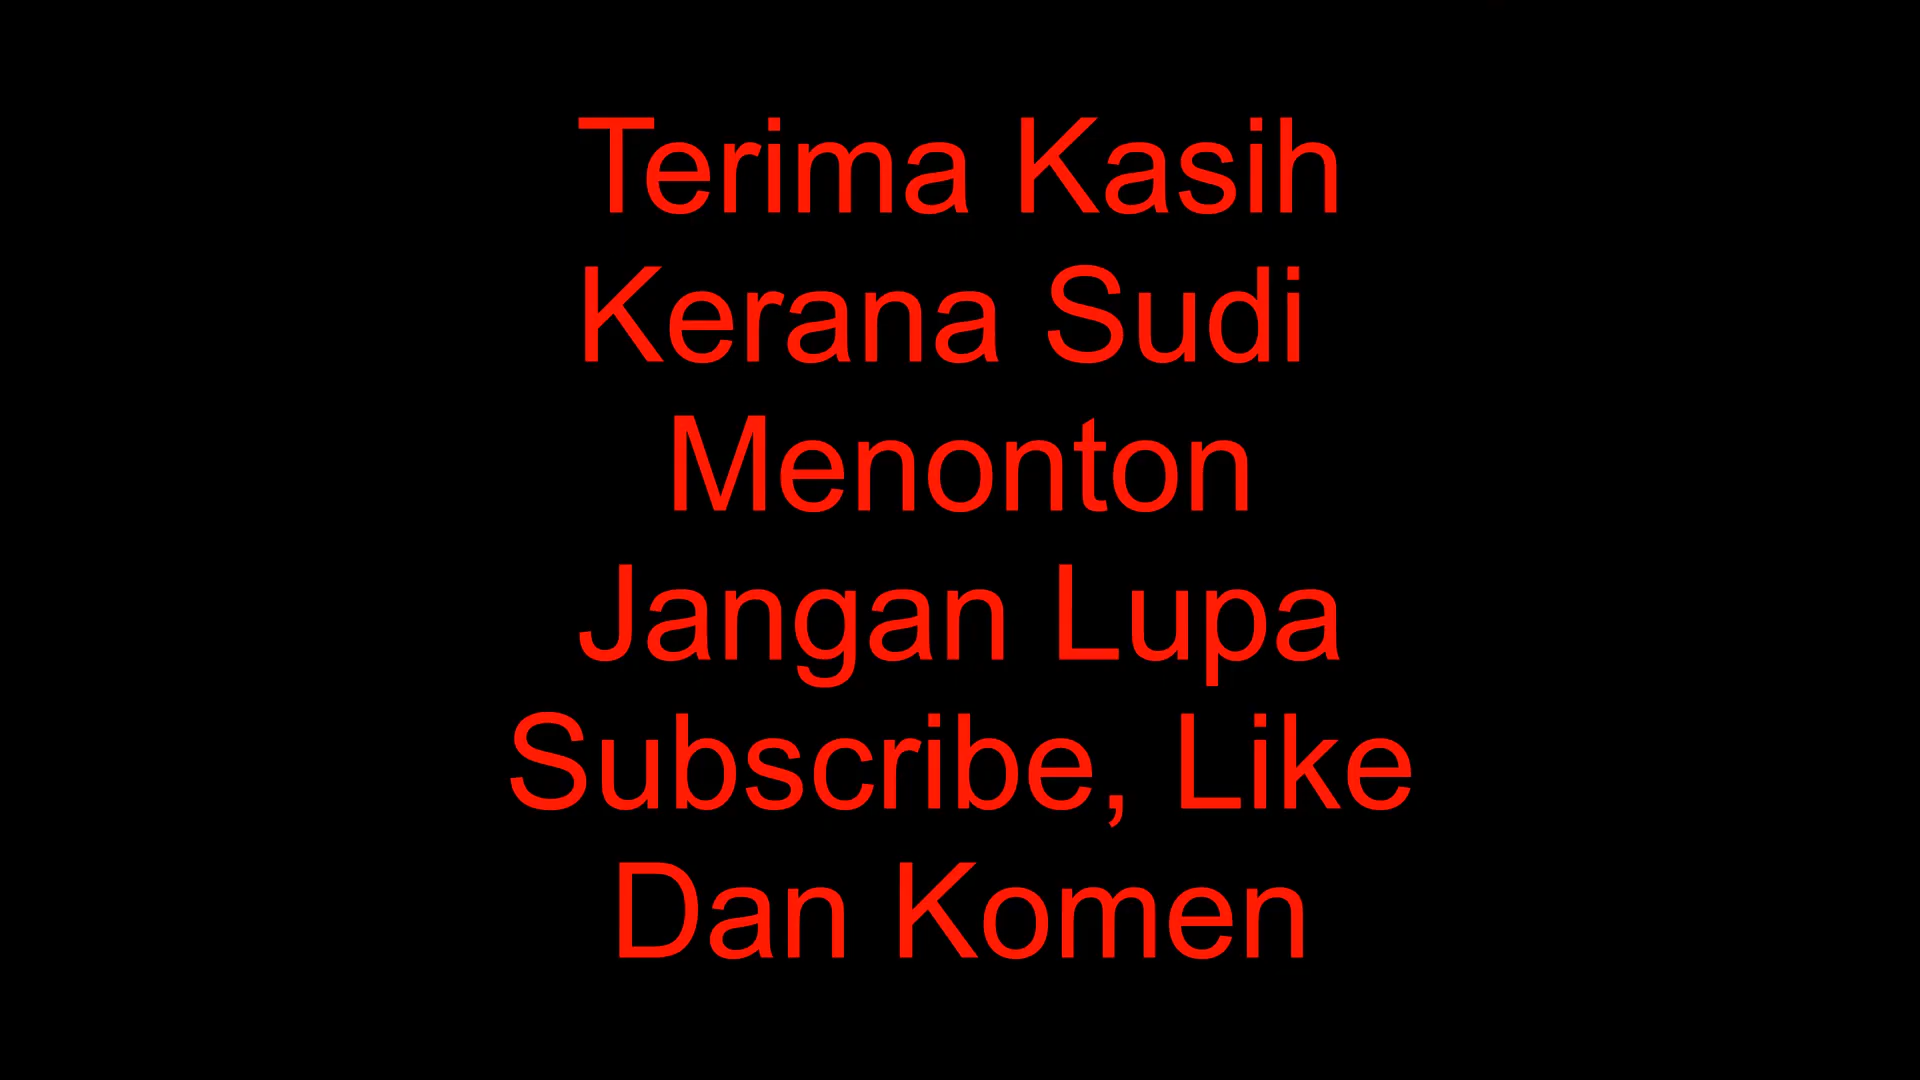 Terima Kasih
Kerana Sudi
Menonton
Jangan Lupa
Subscribe, Like
Dan Komen